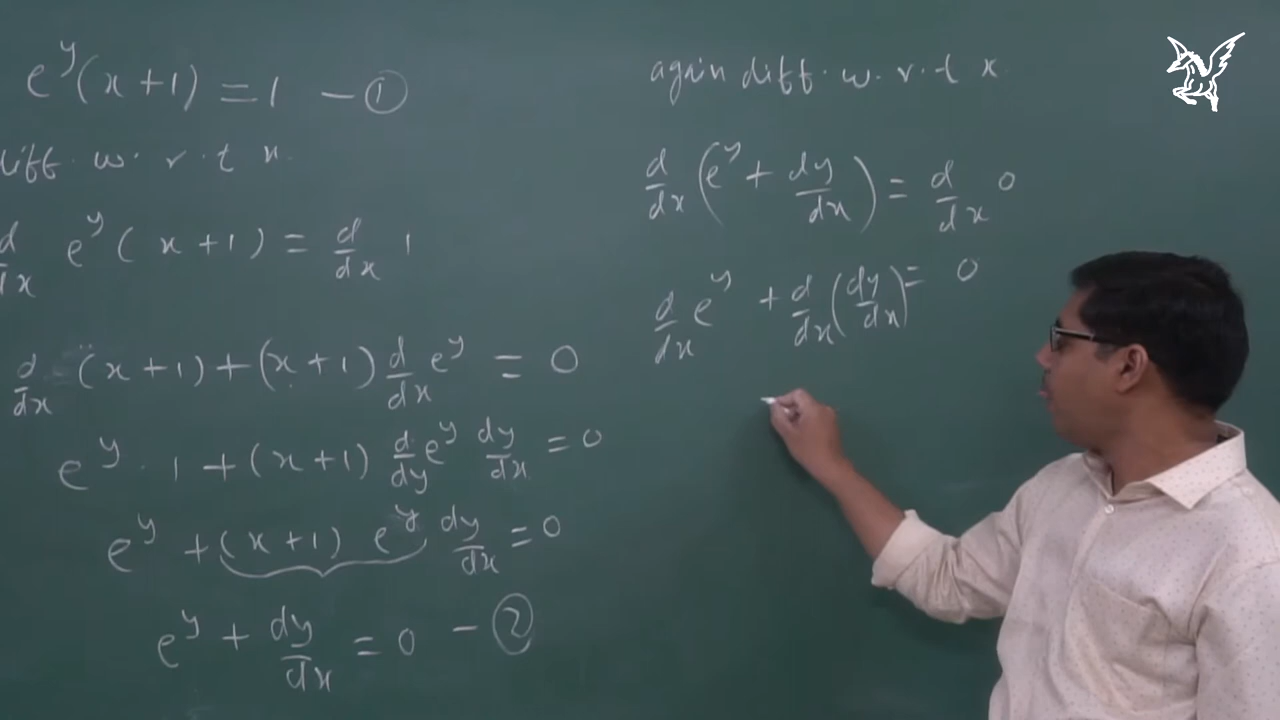 e^y (x+1) = 1 — ①
diff. w. r. t x.
d/dx e^y (x+1) = d/dx 1
d/dx (x+1) + (x+1) d/dx e^y = 0
e^y . 1 + (x+1) d/dy e^y dy/dx = 0
e^y + (x+1) e^y dy/dx = 0
e^y + dy/dx = 0 — ②
again diff. w. r. t x.
d/dx (e^y + dy/dx) = d/dx 0
d/dx e^y + d/dx (dy/dx) = 0